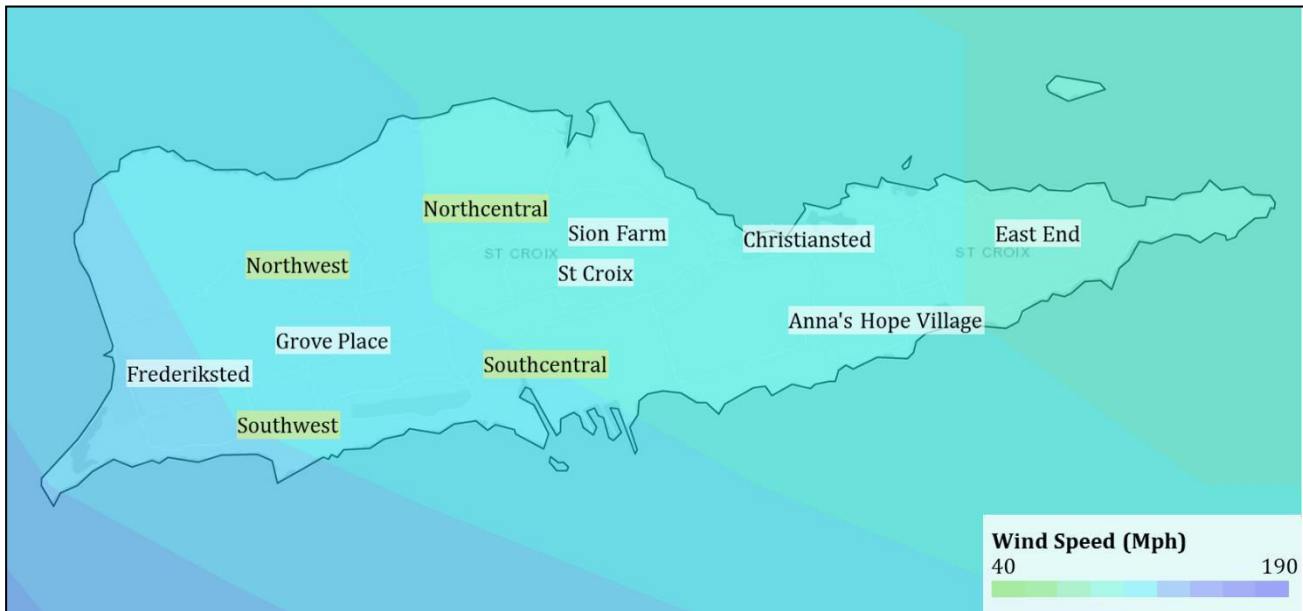 Northcentral
Sion Farm
Christiansted
East End
ST CROIX
ST CROIX
Northwest
St Croix
Anna's Hope Village
Grove Place
Southcentral
Frederiksted
Southwest
Wind Speed (Mph)
40 190